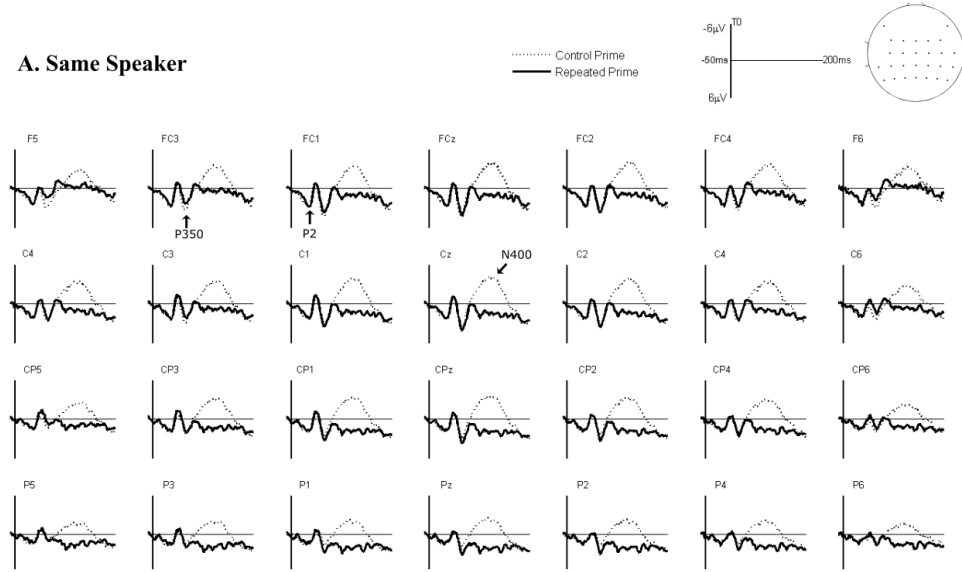 A. Same Speaker
Control Prime
Repeated Prime
-6μV
T0
-50ms
200ms
6μV
F5 FC3 FC1 FCz FC2 FC4 F6
P350 P2
C4 C3 C1 Cz C2 C4 C6
N400
CP5 CP3 CP1 CPz CP2 CP4 CP6
P5 P3 P1 Pz P2 P4 P6